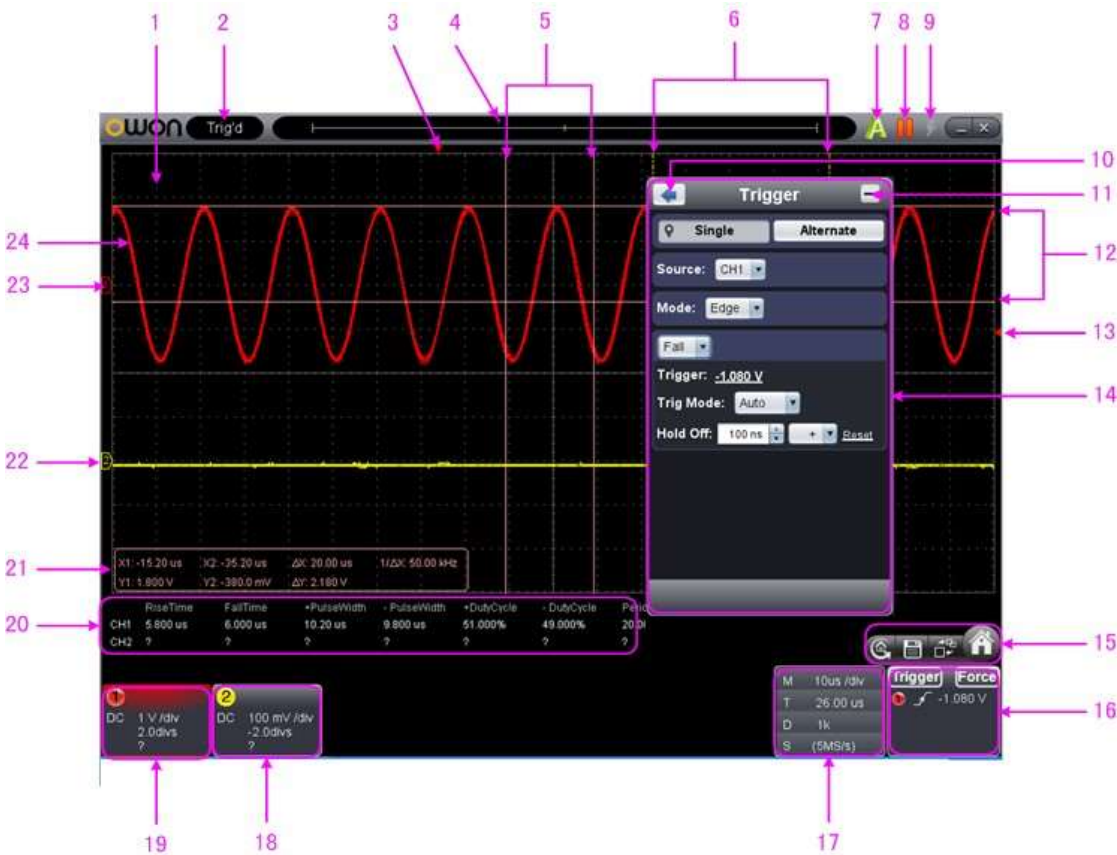 1 2 3 4 5 6 7 8 9
OWON Trig'd A
10
Trigger
11
Single Alternate
24
12
Source: CH1
23
Mode: Edge
13
Fall
Trigger: -1.080 V
14
Trig Mode: Auto
Hold Off: 100 ns + Reset
22 2
21
X1: -15.20 us X2: -35.20 us ΔX: 20.00 us 1/ΔX: 50.00 kHz
Y1: 1.800 V Y2: -380.0 mV ΔY: 2.180 V
20
RiseTime FallTime +PulseWidth - PulseWidth +DutyCycle - DutyCycle
CH1 5.800 us 6.000 us 10.20 us 9.800 us 51.000% 49.000%
CH2 ? ? ? ? ? ? ?
15
1
DC 1 V /div
2.0divs
?
2
DC 100 mV /div
-2.0divs
?
M 10us /div
T 26.00 us
D 1k
S (5MS/s)
Trigger Force
1 -1.080 V
16
19 18 17